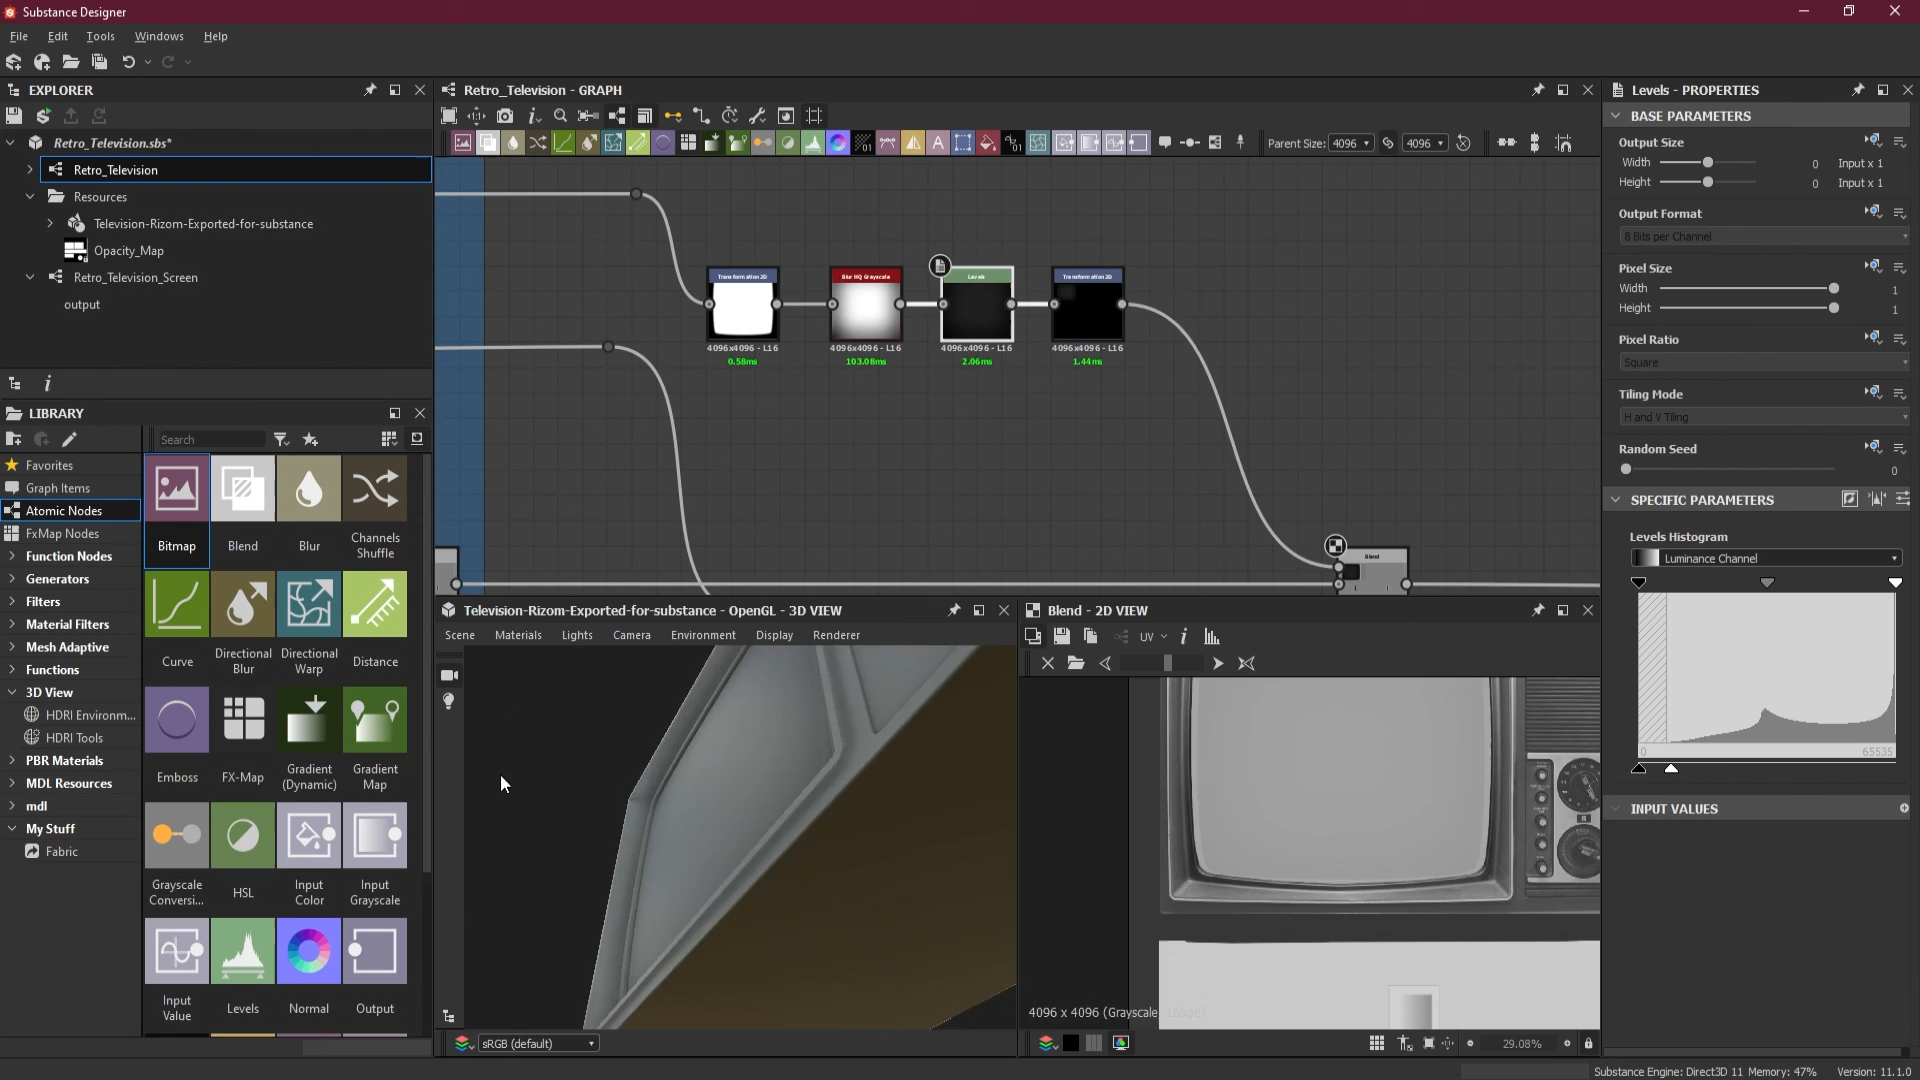 Substance Designer
File Edit Tools Windows Help
EXPLORER
Retro_Television.sbs*
Retro_Television
Resources
Television-Rizom-Exported-for-substance
Opacity_Map
Retro_Television_Screen
output
LIBRARY
Search
Favorites
Graph Items
Atomic Nodes
FxMap Nodes
Function Nodes
Generators
Filters
Material Filters
Mesh Adaptive
Functions
3D View
HDRI Environm...
HDRI Tools
PBR Materials
MDL Resources
mdl
My Stuff
Fabric
Bitmap
Blend
Blur
Channels
Shuffle
Curve
Directional
Blur
Directional
Warp
Distance
Emboss
FX-Map
Gradient
(Dynamic)
Gradient
Map
Grayscale
Conversi...
HSL
Input
Color
Input
Grayscale
Input
Value
Levels
Normal
Output
Retro_Television - GRAPH
Parent Size: 4096 4096
Transformation 2D
4096x4096 - L16
0.58ms
Blur HQ Grayscale
4096x4096 - L16
103.08ms
Levels
4096x4096 - L16
2.06ms
Transformation 2D
4096x4096 - L16
1.44ms
Blend
Television-Rizom-Exported-for-substance - OpenGL - 3D VIEW
Scene Materials Lights Camera Environment Display Renderer
sRGB (default)
Blend - 2D VIEW
UV
4096 x 4096 (Grayscale
29.08%
Levels - PROPERTIES
BASE PARAMETERS
Output Size
Width 0 Input x 1
Height 0 Input x 1
Output Format
8 Bits per Channel
Pixel Size
Width 1
Height 1
Pixel Ratio
Square
Tiling Mode
H and V Tiling
Random Seed
0
SPECIFIC PARAMETERS
Levels Histogram
Luminance Channel
0 65535
INPUT VALUES
Substance Engine: Direct3D 11 Memory: 47% Version: 11.1.0